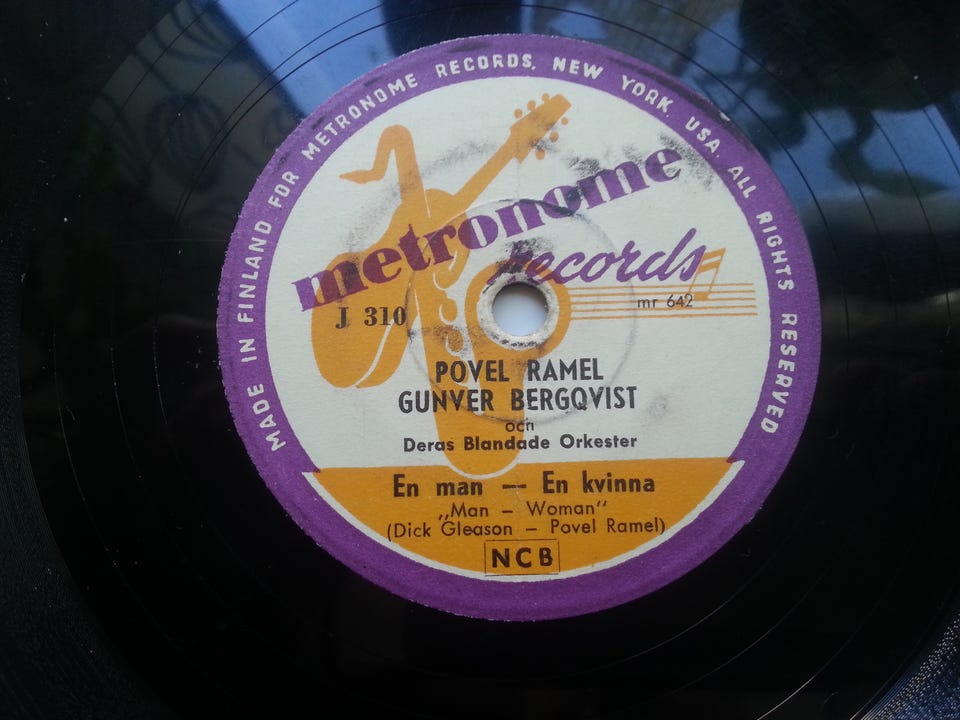 MADE IN FINLAND FOR METRONOME RECORDS, NEW YORK, USA. ALL RIGHTS RESERVED
metronome
records
mr 642
J 310
POVEL RAMEL
GUNVER BERGQVIST
och
Deras Blandade Orkester
En man — En kvinna
„Man – Woman”
(Dick Gleason – Povel Ramel)
NCB